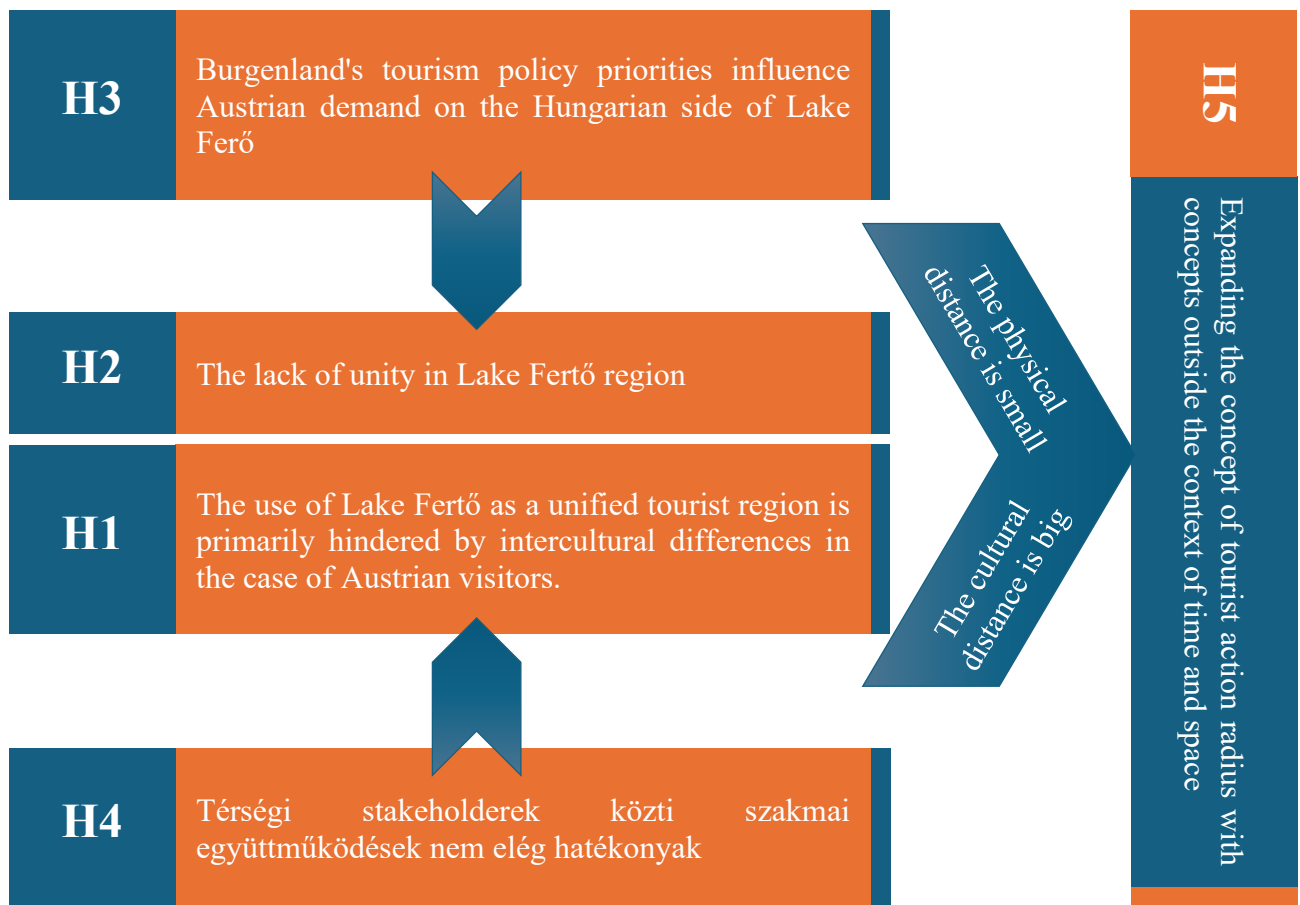 H3
Burgenland's tourism policy priorities influence
Austrian demand on the Hungarian side of Lake
Ferő
H2
The lack of unity in Lake Fertő region
H1
The use of Lake Fertő as a unified tourist region is
primarily hindered by intercultural differences in
the case of Austrian visitors.
H4
Térségi stakeholderek közti szakmai
együttműködések nem elég hatékonyak
The physical
distance is small
The cultural
distance is big
H5
Expanding the concept of tourist action radius with
concepts outside the context of time and space